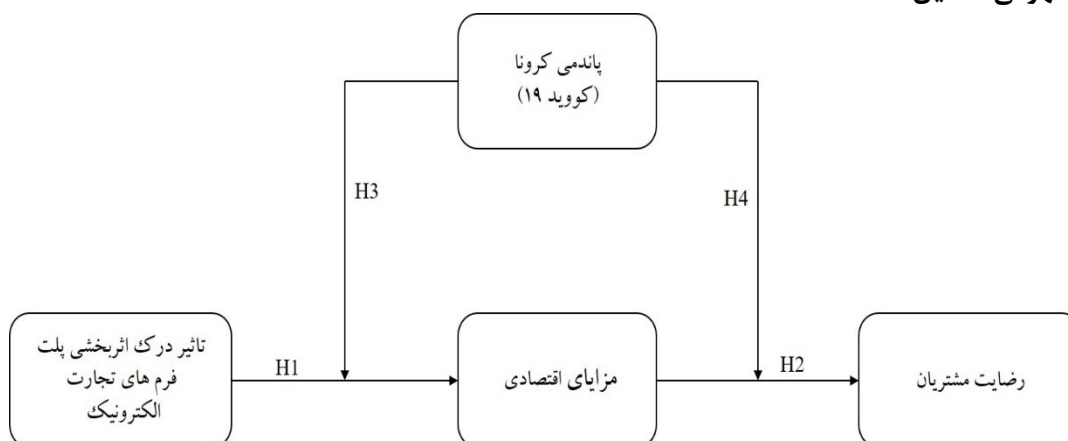 پاندمی کرونا
(کووید ۱۹)
H3
H4
تاثیر درک اثربخشی پلت
فرم های تجارت
الکترونیک
H1
مزایای اقتصادی
H2
رضایت مشتریان